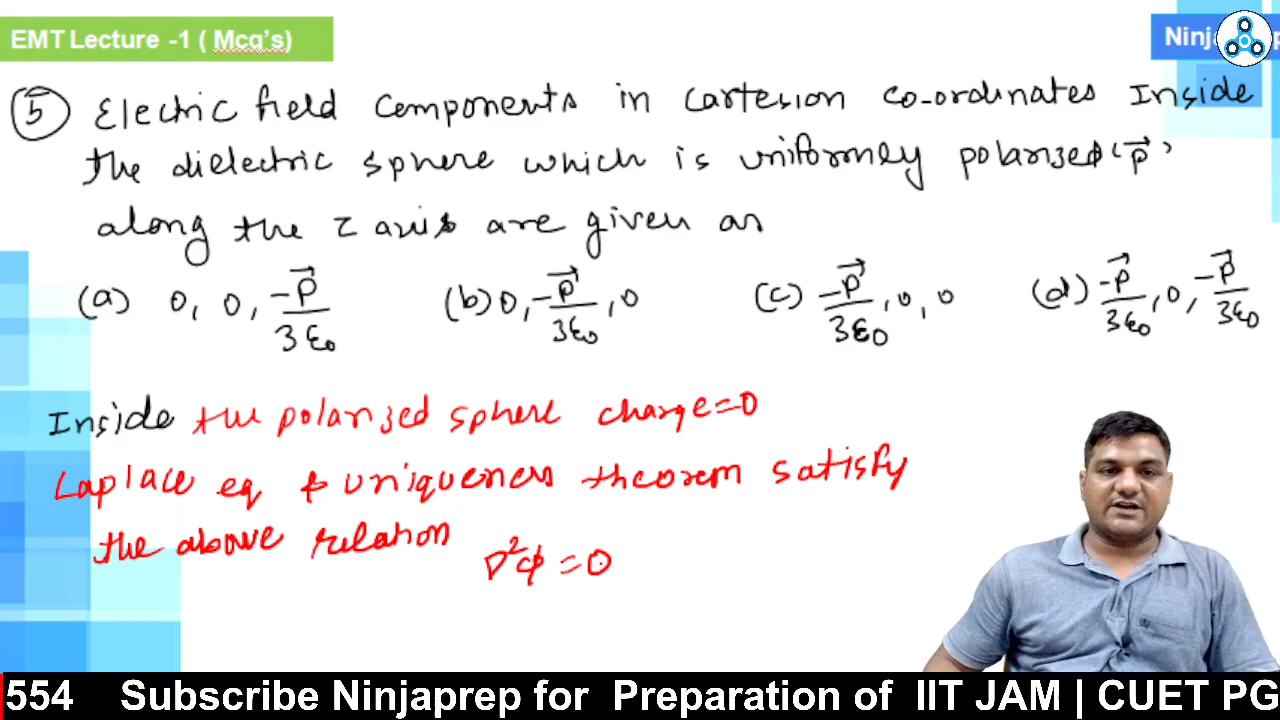 EMT Lecture -1 ( Mcq's)
Ninja
⑤ Electric field components in cartesion co-ordinates Inside
the dielectric sphere which is uniformly polarized (P⃗)
along the z axis are given as
(a) 0, 0, -P⃗/3ε₀ (b) 0, -P⃗/3ε₀, 0 (c) -P⃗/3ε₀, 0, 0 (d) -P⃗/3ε₀, 0, -P⃗/3ε₀
Inside the polarized sphere charge=0
Laplace eq & uniqueness theorem satisfy
the above relation ∇²φ = 0
554 Subscribe Ninjaprep for Preparation of IIT JAM | CUET PG